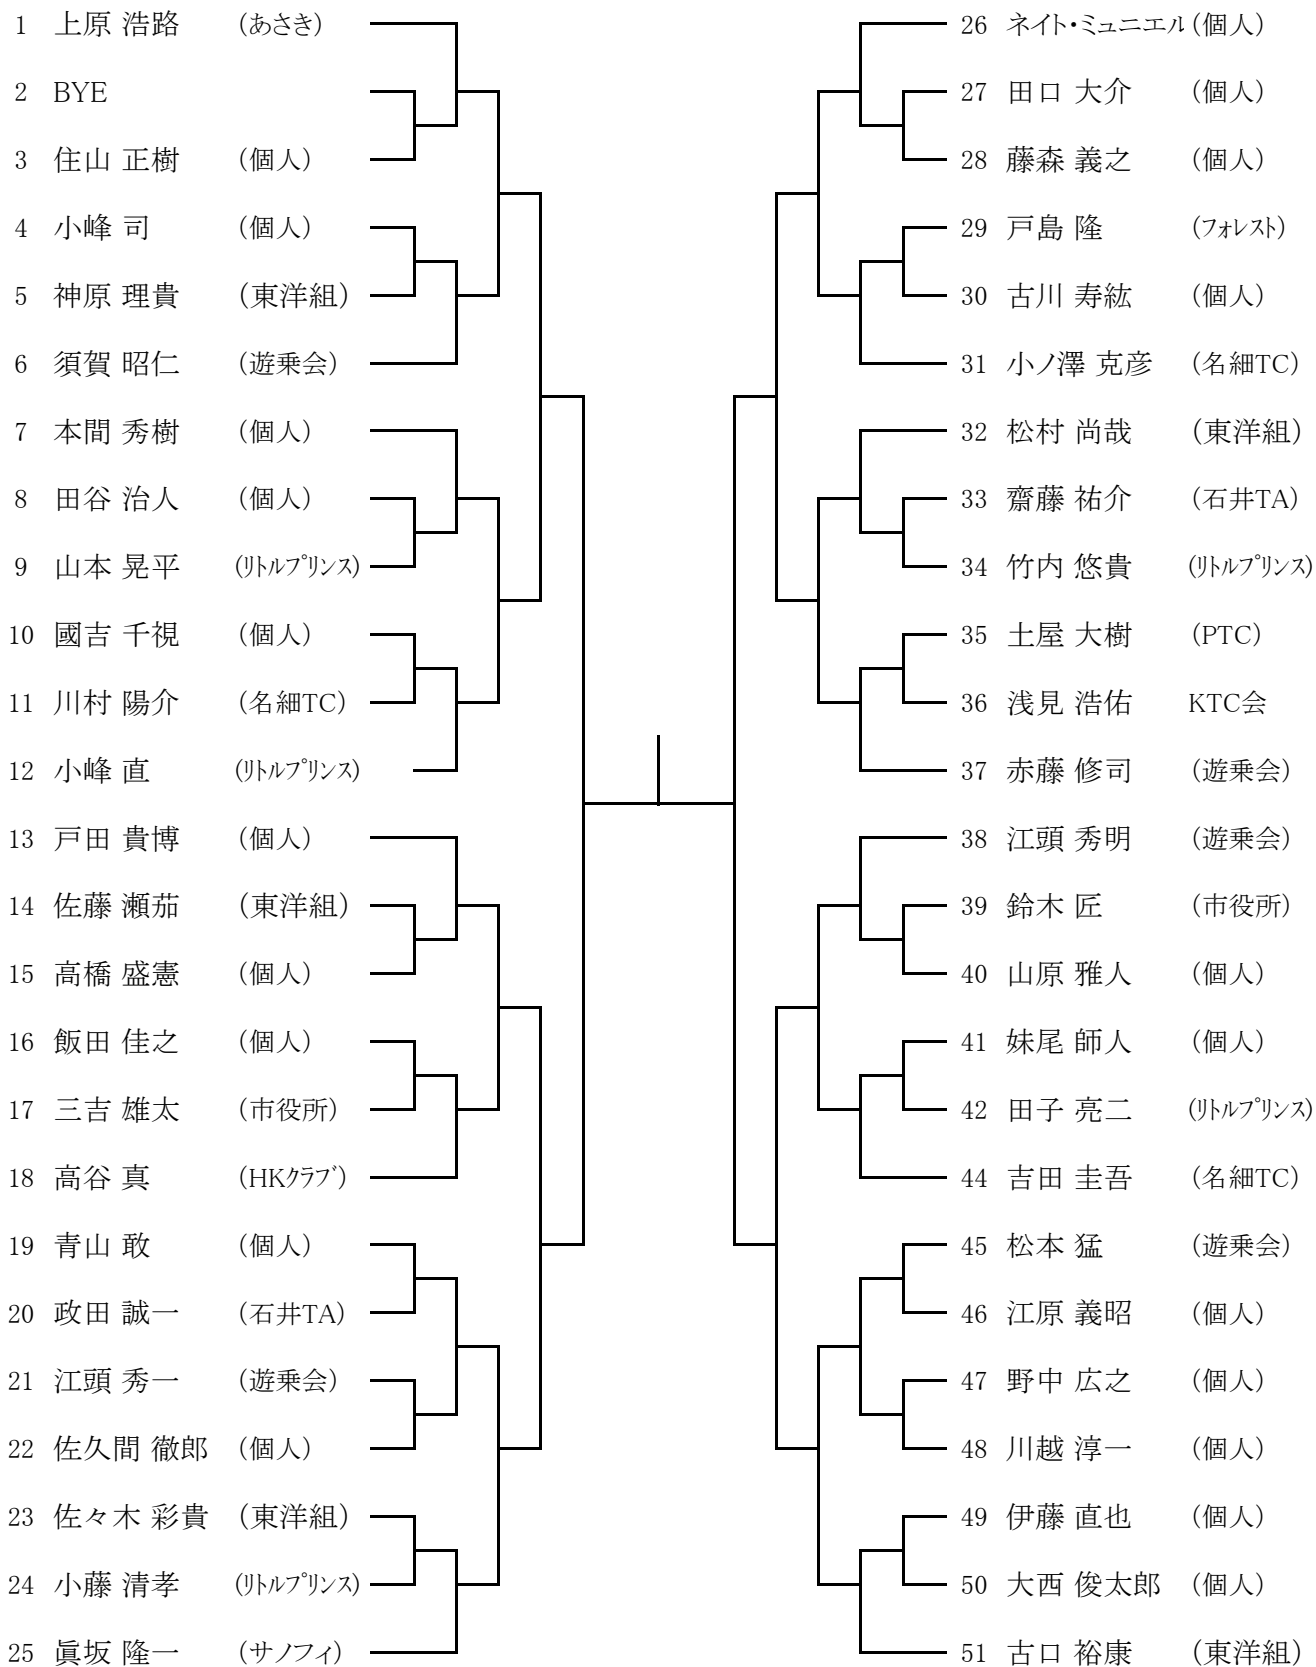 1 上原 浩路 (あさき)
2 BYE
3 住山 正樹 (個人)
4 小峰 司 (個人)
5 神原 理貴 (東洋組)
6 須賀 昭仁 (遊乗会)
7 本間 秀樹 (個人)
8 田谷 治人 (個人)
9 山本 晃平 (ﾘﾄﾙﾌﾟﾘﾝｽ)
10 國吉 千視 (個人)
11 川村 陽介 (名細TC)
12 小峰 直 (ﾘﾄﾙﾌﾟﾘﾝｽ)
13 戸田 貴博 (個人)
14 佐藤 瀬茄 (東洋組)
15 高橋 盛憲 (個人)
16 飯田 佳之 (個人)
17 三吉 雄太 (市役所)
18 高谷 真 (HKｸﾗﾌﾞ)
19 青山 敢 (個人)
20 政田 誠一 (石井TA)
21 江頭 秀一 (遊乗会)
22 佐久間 徹郎 (個人)
23 佐々木 彩貴 (東洋組)
24 小藤 清孝 (ﾘﾄﾙﾌﾟﾘﾝｽ)
25 眞坂 隆一 (サノフィ)
26 ネイト・ミュニエル (個人)
27 田口 大介 (個人)
28 藤森 義之 (個人)
29 戸島 隆 (フォレスト)
30 古川 寿紘 (個人)
31 小ノ澤 克彦 (名細TC)
32 松村 尚哉 (東洋組)
33 齋藤 祐介 (石井TA)
34 竹内 悠貴 (ﾘﾄﾙﾌﾟﾘﾝｽ)
35 土屋 大樹 (PTC)
36 浅見 浩佑 KTC会
37 赤藤 修司 (遊乗会)
38 江頭 秀明 (遊乗会)
39 鈴木 匠 (市役所)
40 山原 雅人 (個人)
41 妹尾 師人 (個人)
42 田子 亮二 (ﾘﾄﾙﾌﾟﾘﾝｽ)
44 吉田 圭吾 (名細TC)
45 松本 猛 (遊乗会)
46 江原 義昭 (個人)
47 野中 広之 (個人)
48 川越 淳一 (個人)
49 伊藤 直也 (個人)
50 大西 俊太郎 (個人)
51 古口 裕康 (東洋組)